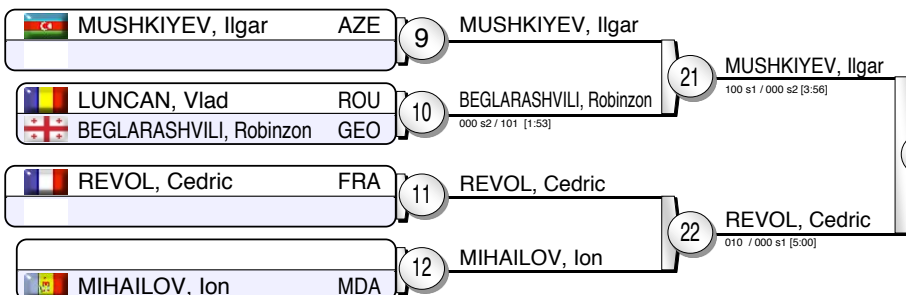 MUSHKIYEV, Ilgar AZE 9 MUSHKIYEV, Ilgar
21 MUSHKIYEV, Ilgar
100 s1 / 000 s2 [3:56]
LUNCAN, Vlad ROU 10 BEGLARASHVILI, Robinzon
BEGLARASHVILI, Robinzon GEO 000 s2 / 101 [1:53]
REVOL, Cedric FRA 11 REVOL, Cedric
22 REVOL, Cedric
010 / 000 s1 [5:00]
12 MIHAILOV, Ion
MIHAILOV, Ion MDA